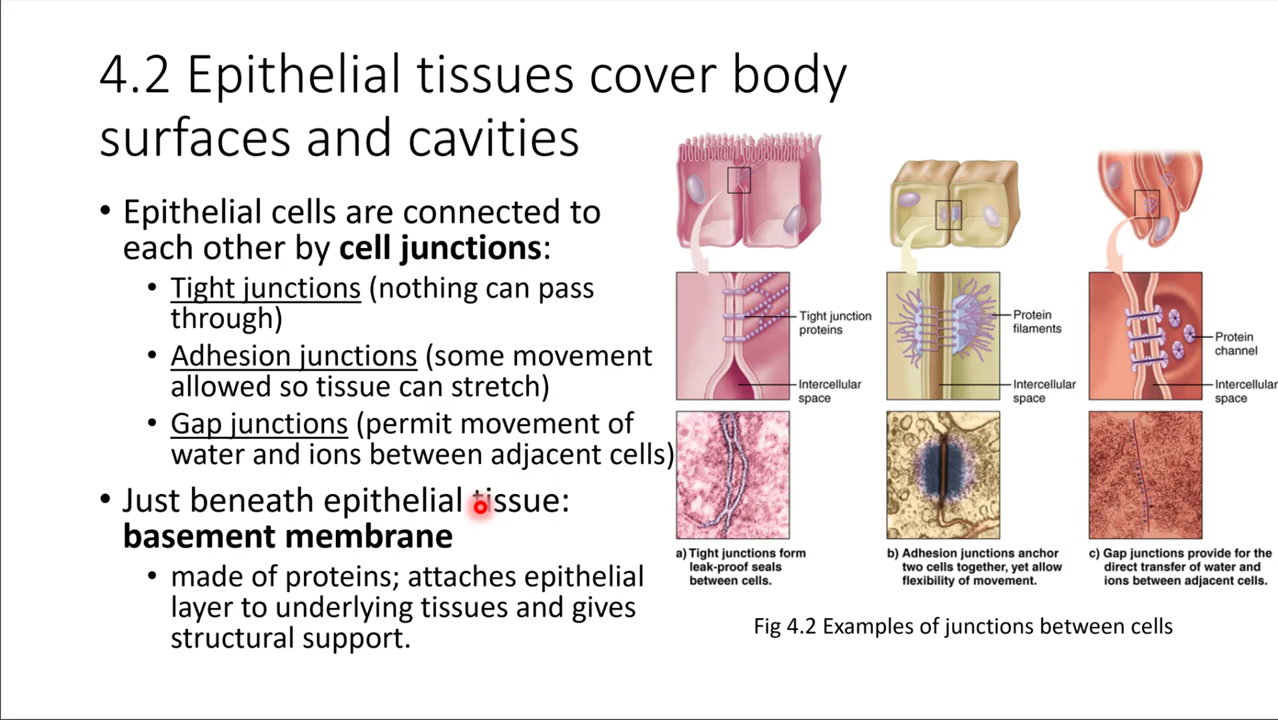 4.2 Epithelial tissues cover body
surfaces and cavities
• Epithelial cells are connected to
each other by cell junctions:
• Tight junctions (nothing can pass
through)
• Adhesion junctions (some movement
allowed so tissue can stretch)
• Gap junctions (permit movement of
water and ions between adjacent cells)
• Just beneath epithelial tissue:
basement membrane
• made of proteins; attaches epithelial
layer to underlying tissues and gives
structural support.
Tight junction
proteins
Intercellular
space
a) Tight junctions form
leak-proof seals
between cells.
Protein
filaments
Intercellular
space
b) Adhesion junctions anchor
two cells together, yet allow
flexibility of movement.
Protein
channel
Intercellular
space
c) Gap junctions provide for the
direct transfer of water and
ions between adjacent cells.
Fig 4.2 Examples of junctions between cells